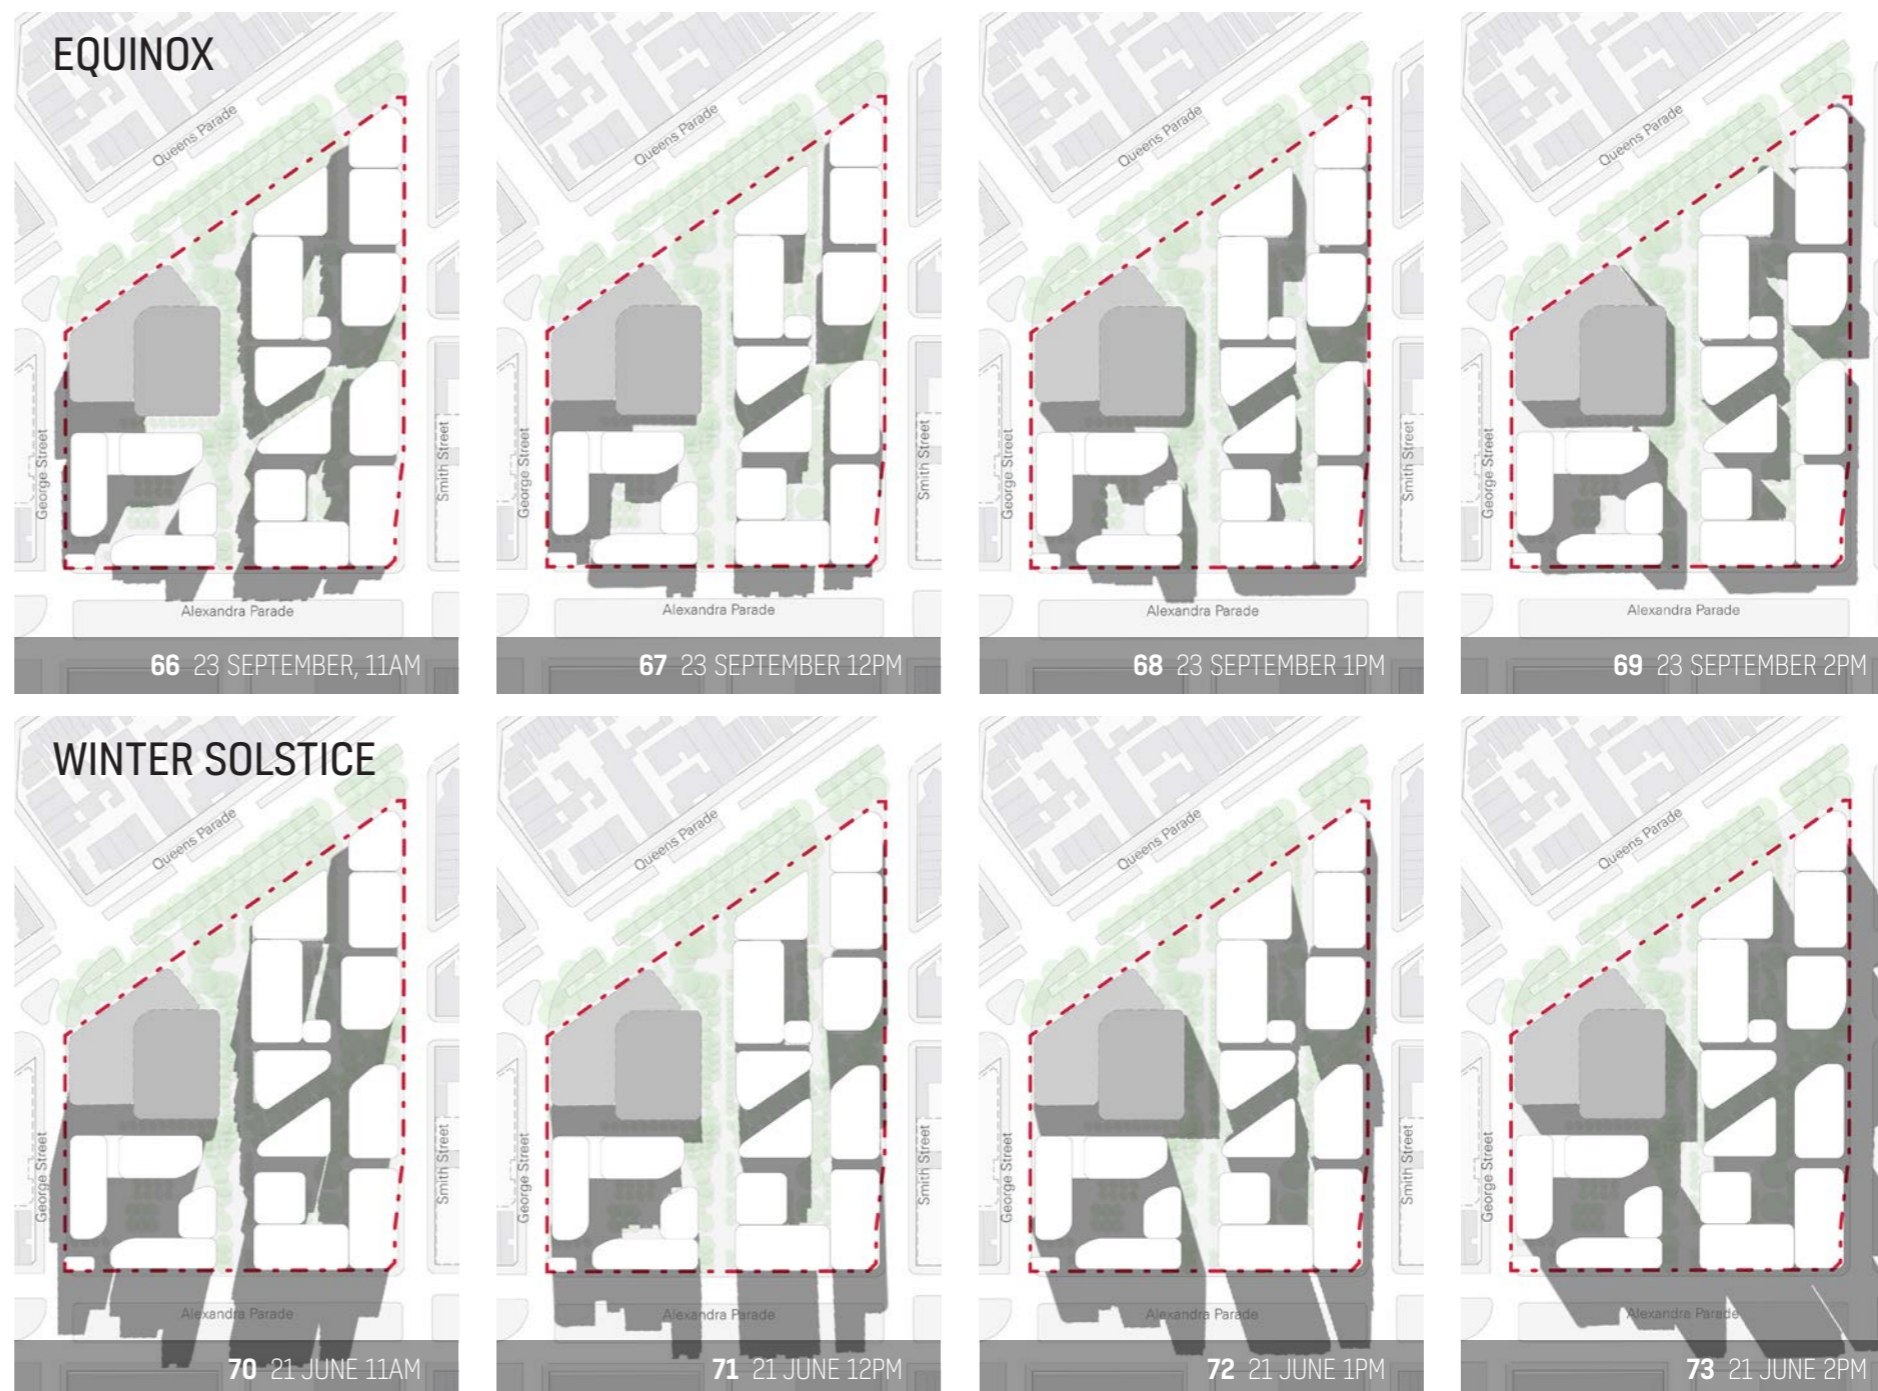 EQUINOX
Queens Parade
George Street
Smith Street
Alexandra Parade
66 23 SEPTEMBER, 11AM
Queens Parade
George Street
Smith Street
Alexandra Parade
67 23 SEPTEMBER 12PM
Queens Parade
George Street
Smith Street
Alexandra Parade
68 23 SEPTEMBER 1PM
Queens Parade
George Street
Alexandra Parade
69 23 SEPTEMBER 2PM
WINTER SOLSTICE
Queens Parade
George Street
Smith Street
Alexandra Parade
70 21 JUNE 11AM
Queens Parade
George Street
Smith Street
Alexandra Parade
71 21 JUNE 12PM
Queens Parade
George Street
Smith Street
Alexandra Parade
72 21 JUNE 1PM
Queens Parade
George Street
Alexandra Parade
73 21 JUNE 2PM